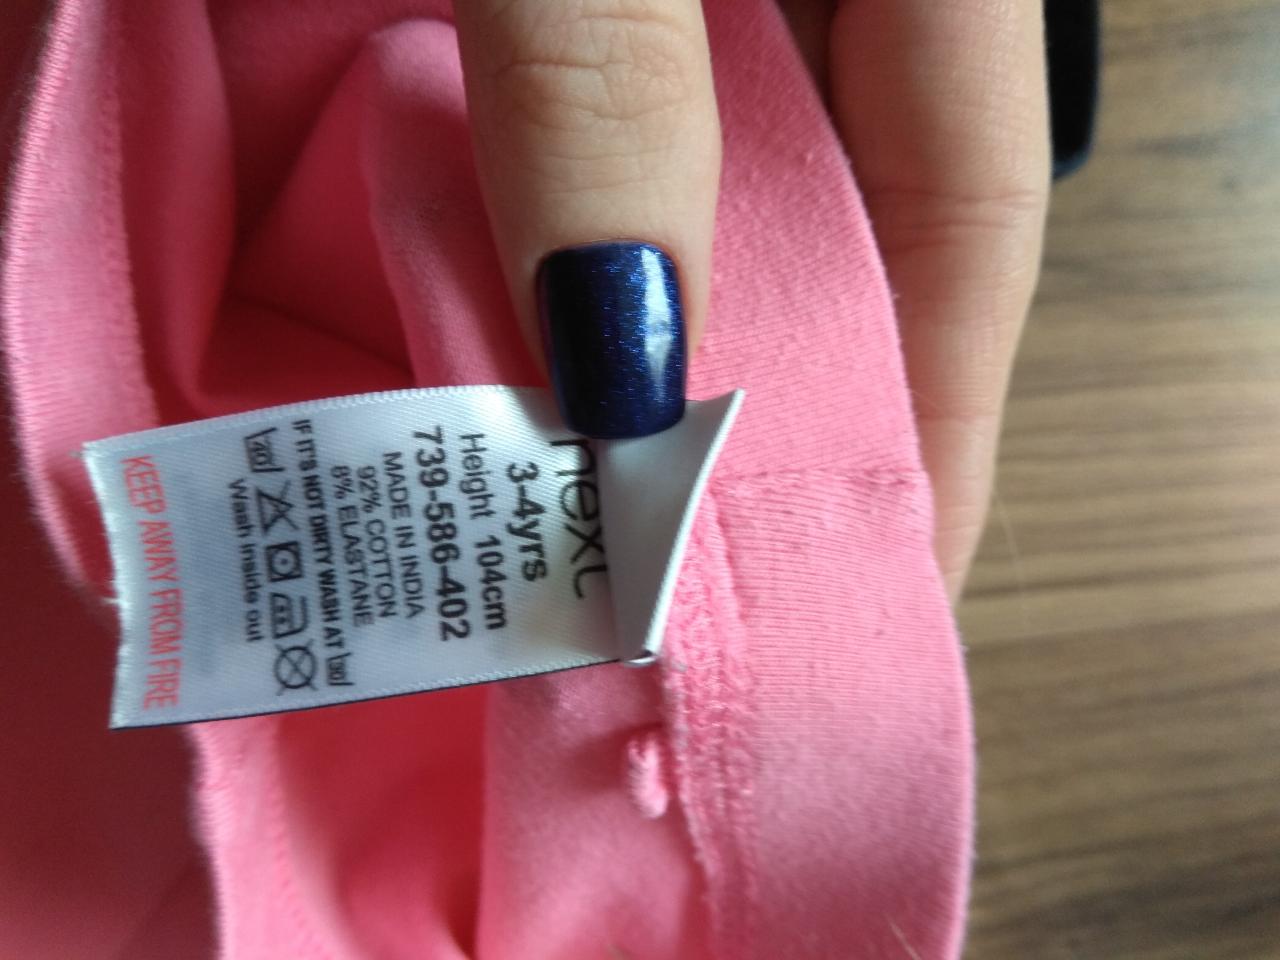 next
3-4yrs
Height 104cm
739-586-402
MADE IN INDIA
92% COTTON
8% ELASTANE
IF IT'S NOT DIRTY WASH AT 30
40
Wash inside out
KEEP AWAY FROM FIRE